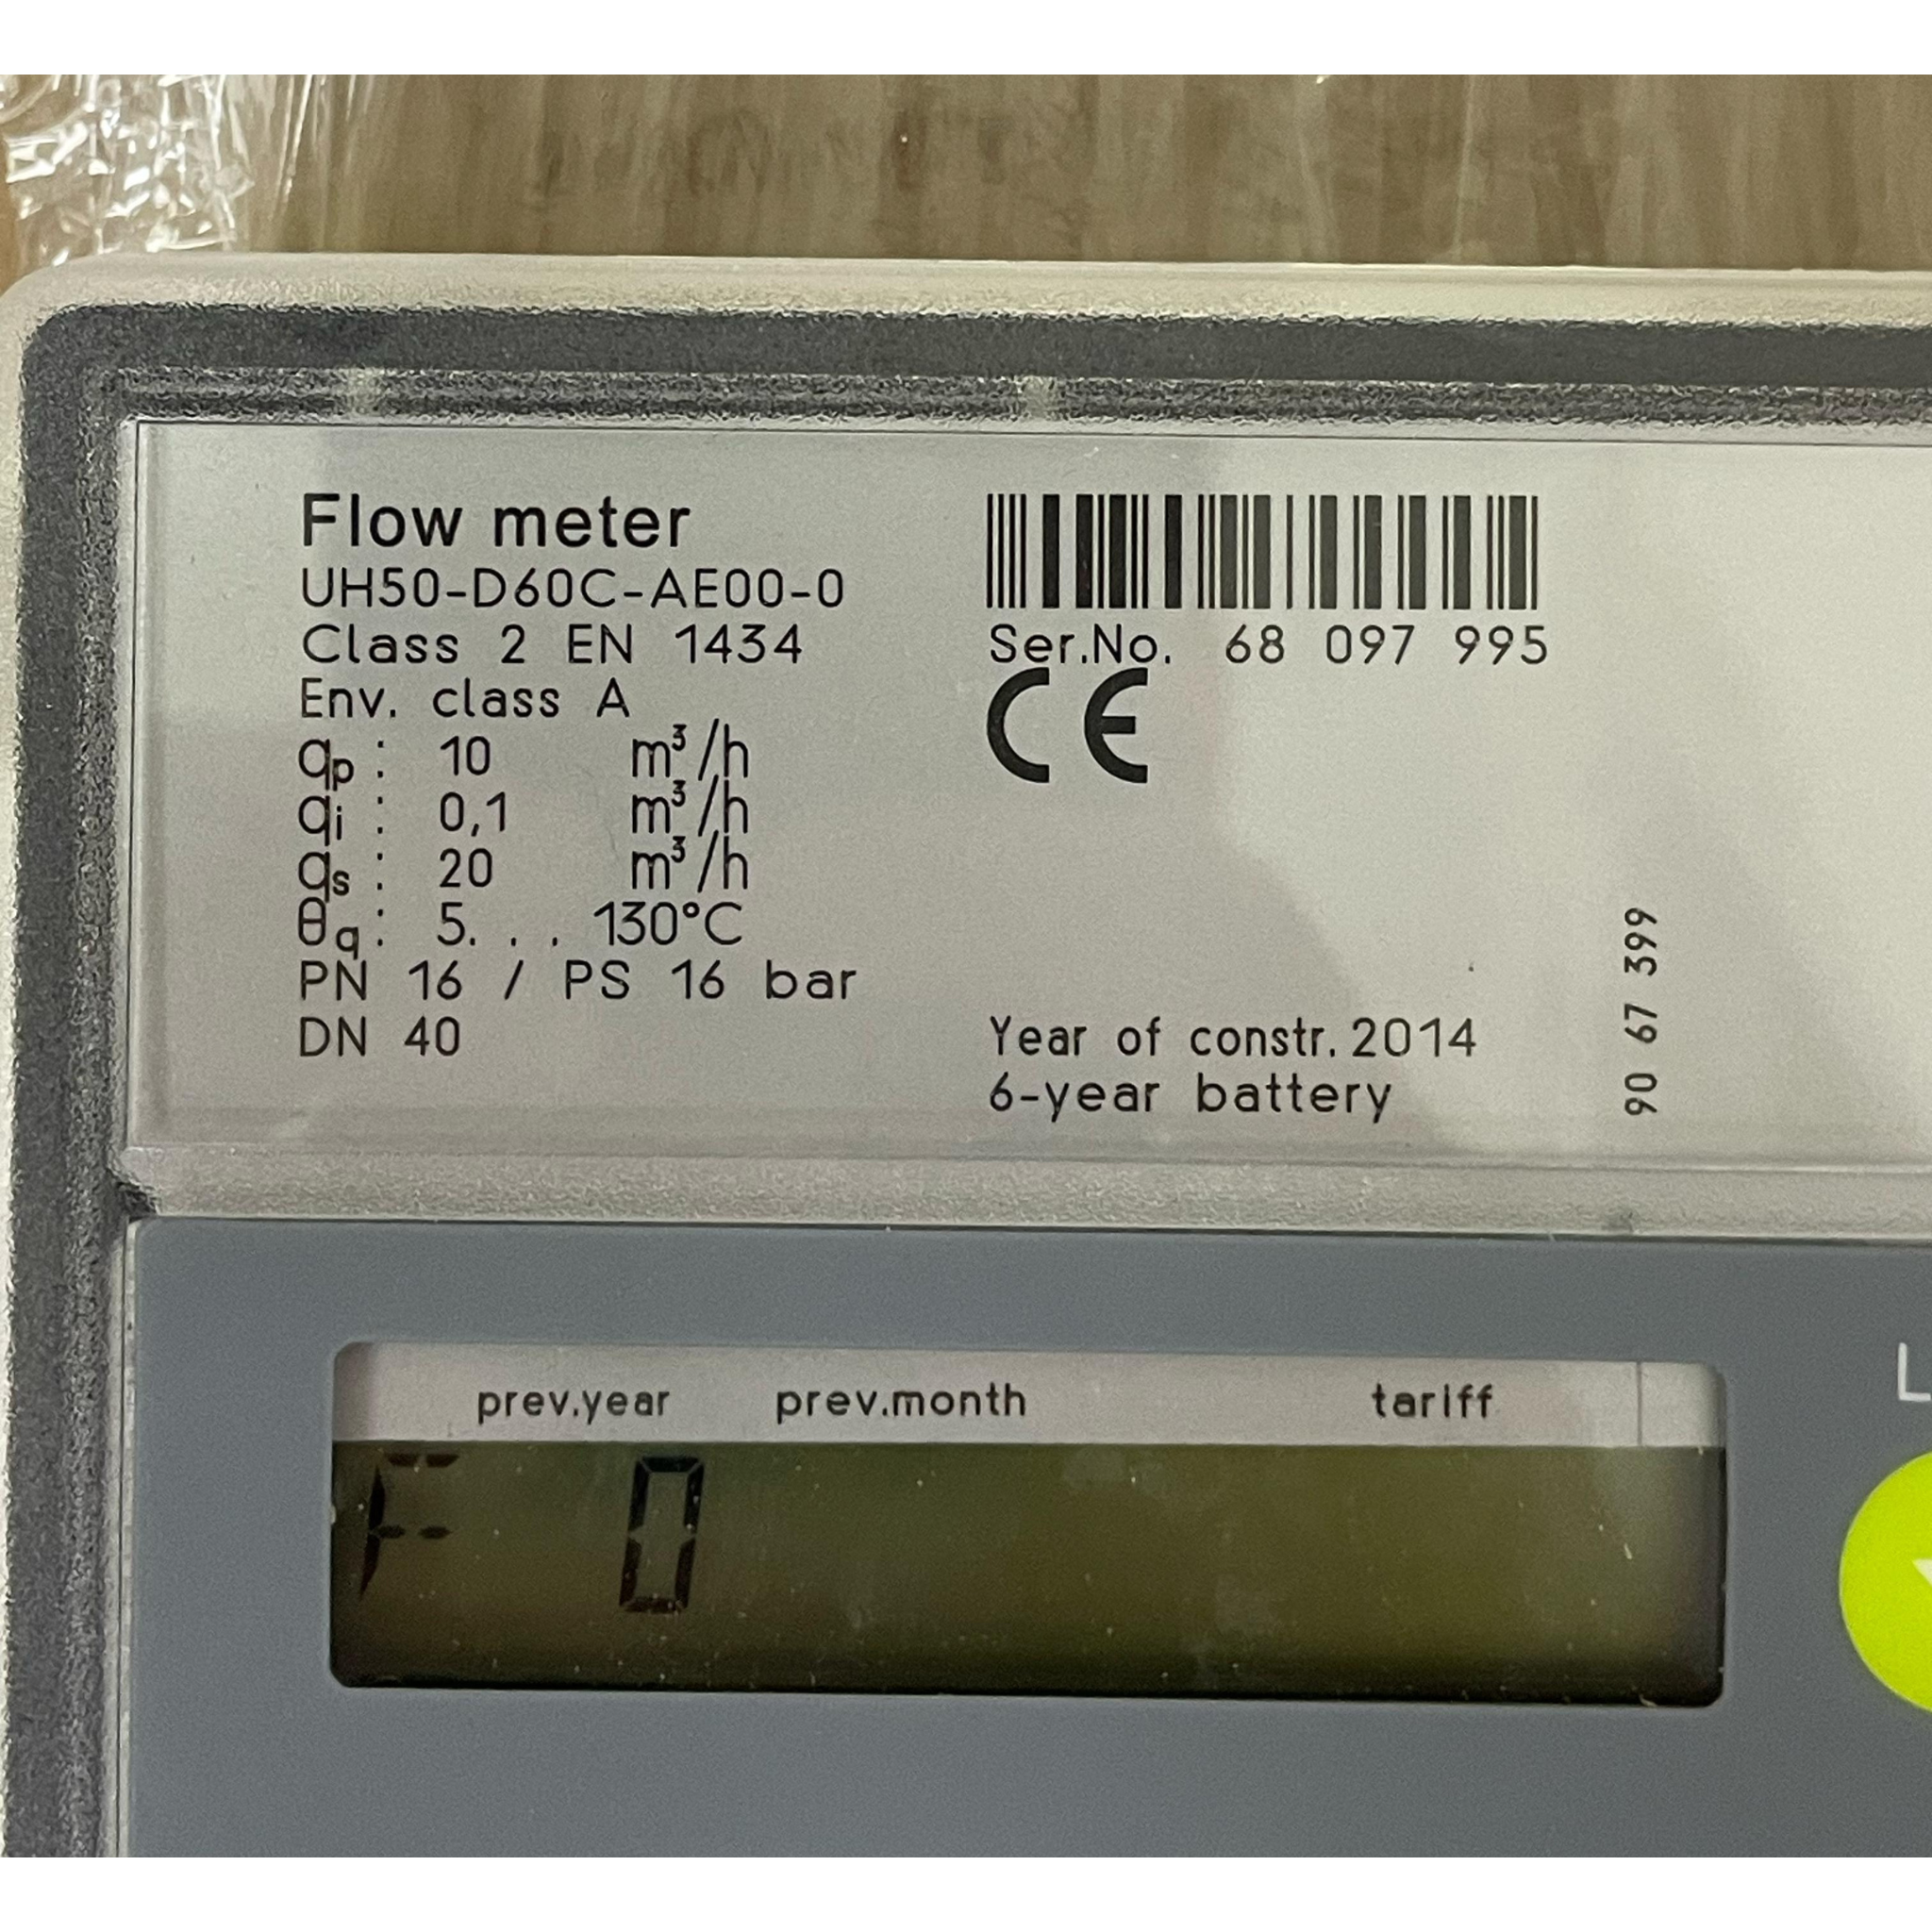 Flow meter
UH50-D60C-AE00-0
Class 2 EN 1434
Env. class A
qp : 10 m³/h
qi : 0,1 m³/h
qs : 20 m³/h
θq : 5. . . 130°C
PN 16 / PS 16 bar
DN 40
Ser.No. 68 097 995
CE
Year of constr. 2014
6-year battery
90 67 399
prev.year prev.month tariff
F 0
L